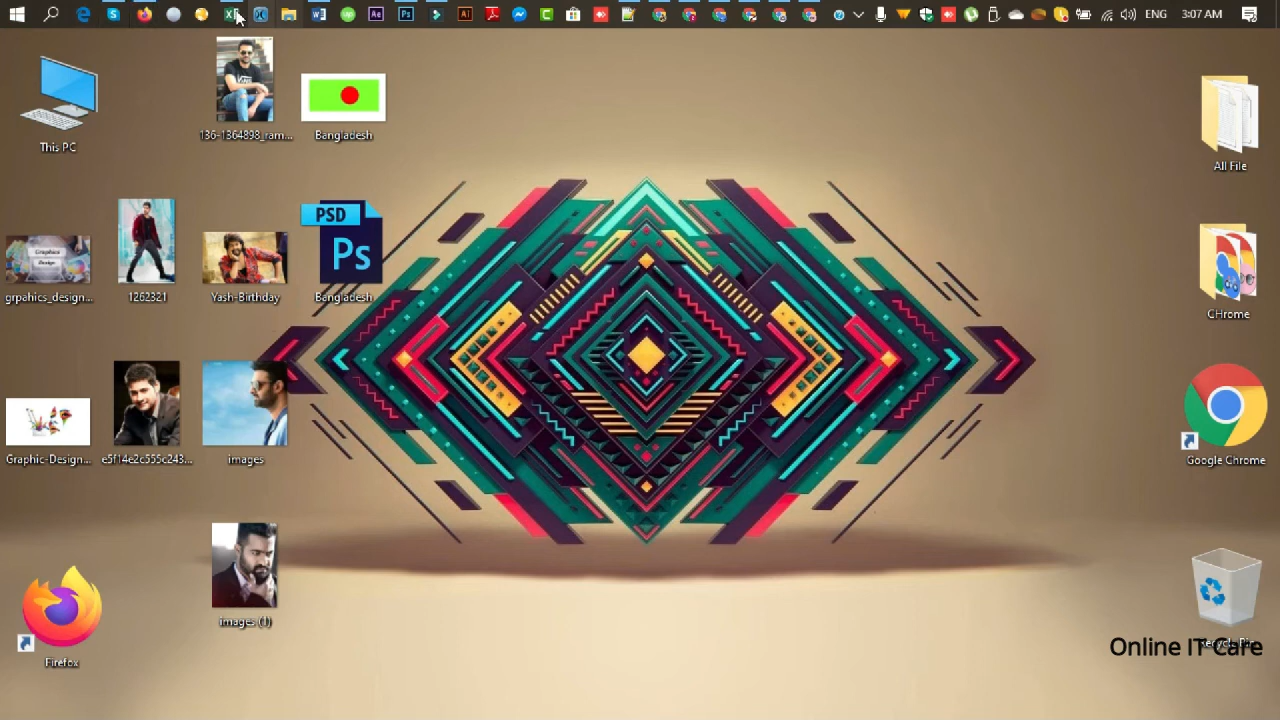 ENG
3:07 AM
This PC
136-1364898_ram...
Bangladesh
All File
PSD
Ps
grpahics_design...
1262321
Yash-Birthday
Bangladesh
CHrome
Graphic-Design...
e5f14e2c555c243...
images
Google Chrome
images (1)
Firefox
Online IT Care